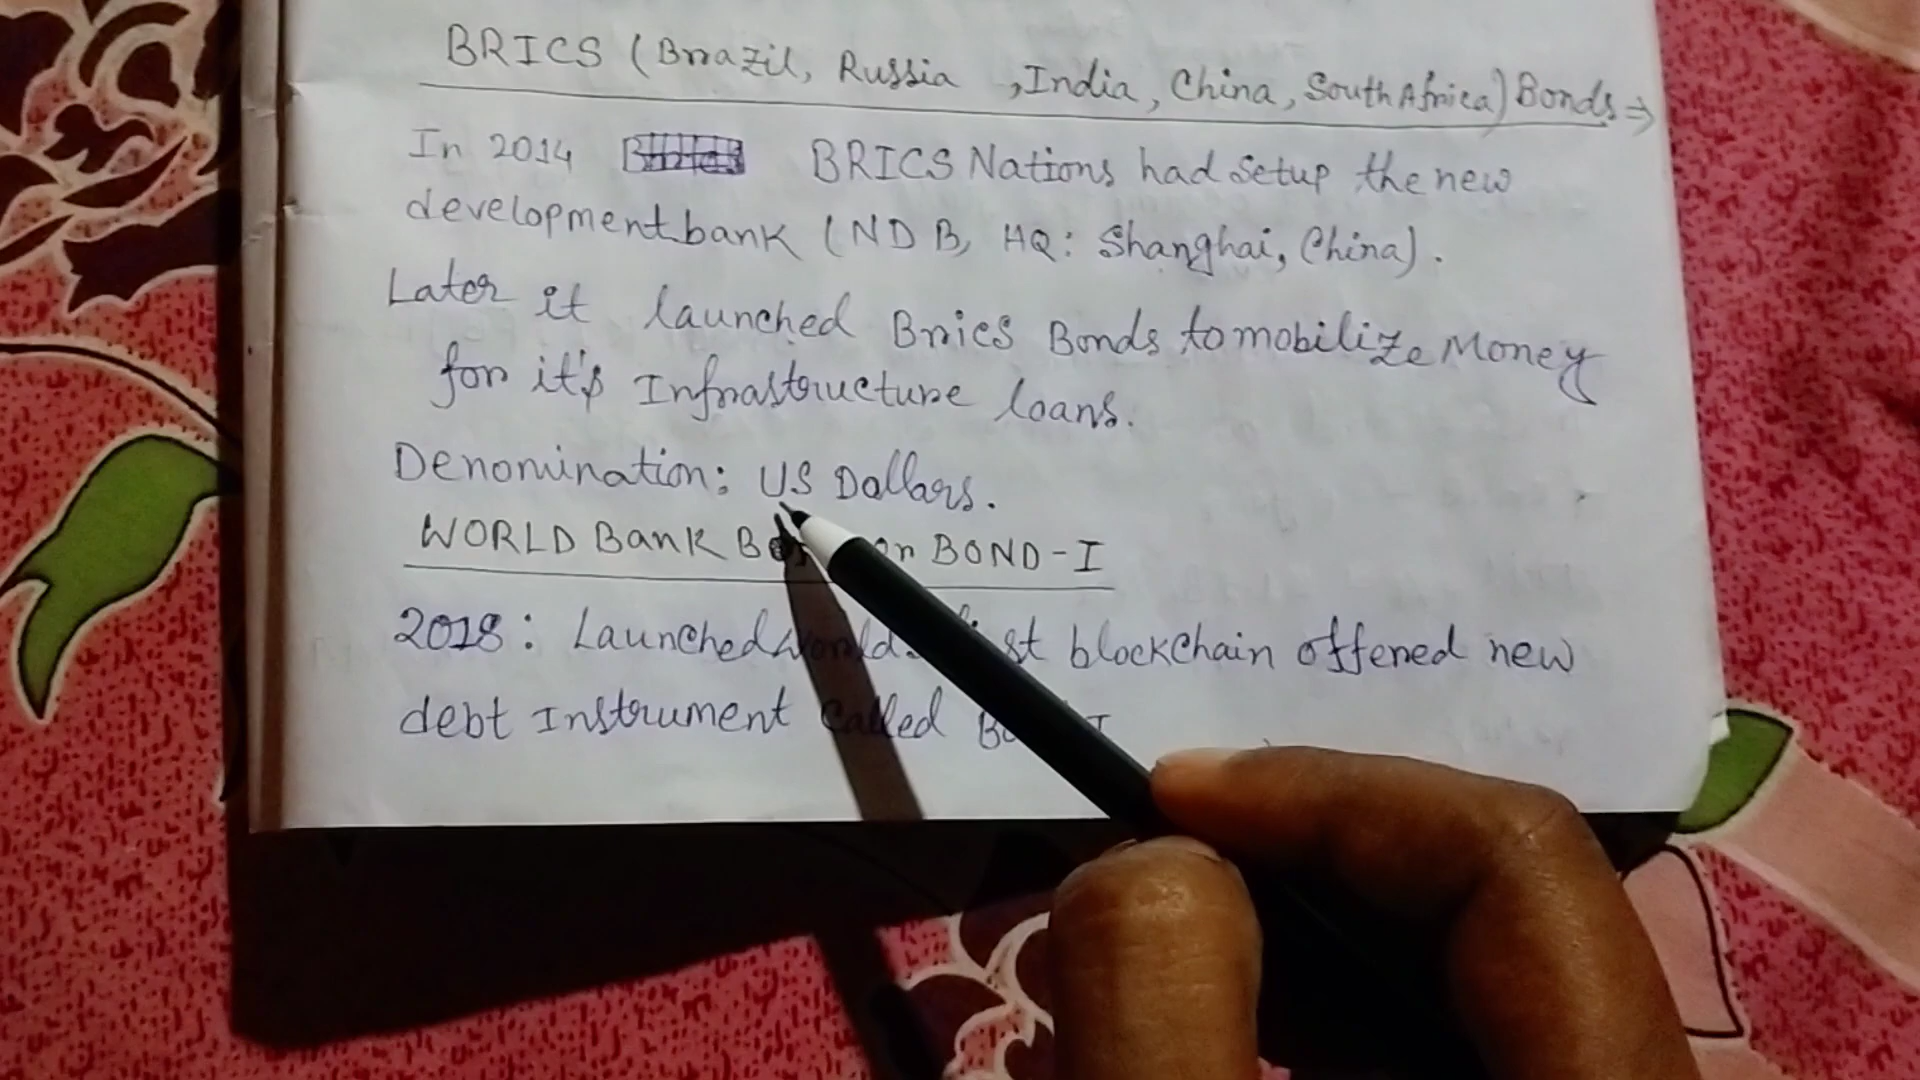 BRICS (Brazil, Russia , India, China, South Africa) Bonds ⇒
In 2014 BRICS Nations had setup the new
development bank (NDB, HQ: Shanghai, China).
Later it launched Brics Bonds to mobilize Money
for it's Infrastructure loans.
Denomination: US Dollars.
WORLD Bank BOND-I
2018: Launched world blockchain offered new
debt Instrument called